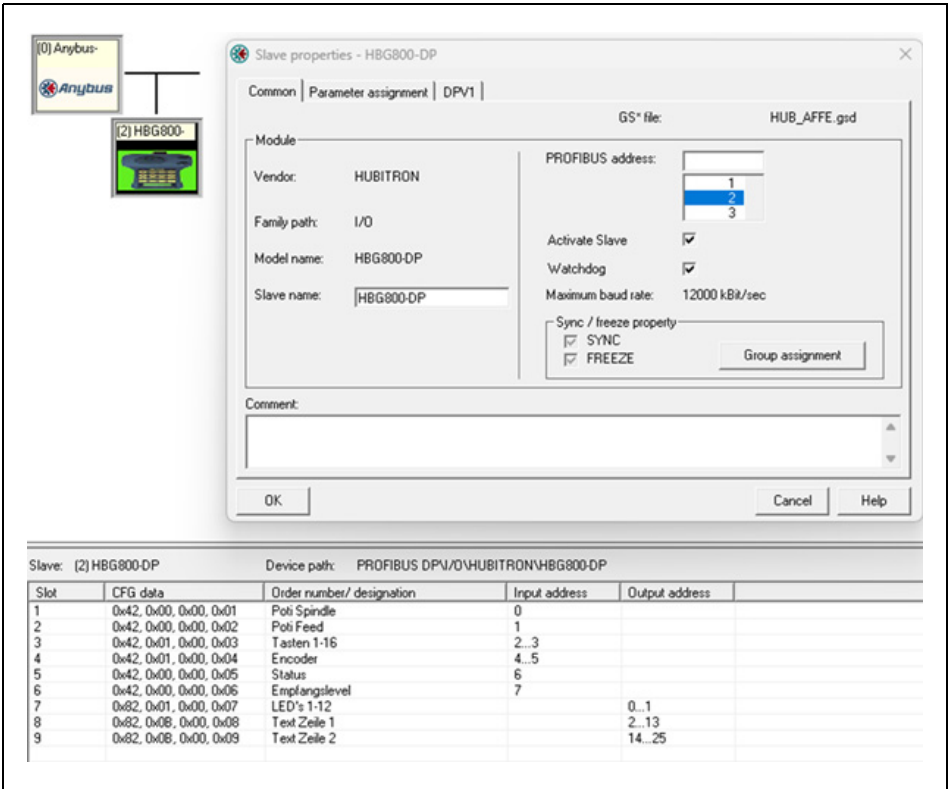 (0) Anybus-
Anybus
(2) HBG800-
Slave properties - HBG800-DP
Common
Parameter assignment
DPV1
GS* file: HUB_AFFE.gsd
Module
Vendor: HUBITRON
Family path: I/O
Model name: HBG800-DP
Slave name: HBG800-DP
PROFIBUS address:
1
2
3
Activate Slave
Watchdog
Maximum baud rate: 12000 kBit/sec
Sync / freeze property
SYNC
FREEZE
Group assignment
Comment:
OK
Cancel
Help
Slave: (2) HBG800-DP Device path: PROFIBUS DP\I/O\HUBITRON\HBG800-DP
Slot CFG data Order number/ designation Input address Output address
1 0x42, 0x00, 0x00, 0x01 Poti Spindle 0
2 0x42, 0x00, 0x00, 0x02 Poti Feed 1
3 0x42, 0x01, 0x00, 0x03 Tasten 1-16 2...3
4 0x42, 0x01, 0x00, 0x04 Encoder 4...5
5 0x42, 0x00, 0x00, 0x05 Status 6
6 0x42, 0x00, 0x00, 0x06 Empfangslevel 7
7 0x82, 0x01, 0x00, 0x07 LED's 1-12 0...1
8 0x82, 0x0B, 0x00, 0x08 Text Zeile 1 2...13
9 0x82, 0x0B, 0x00, 0x09 Text Zeile 2 14...25